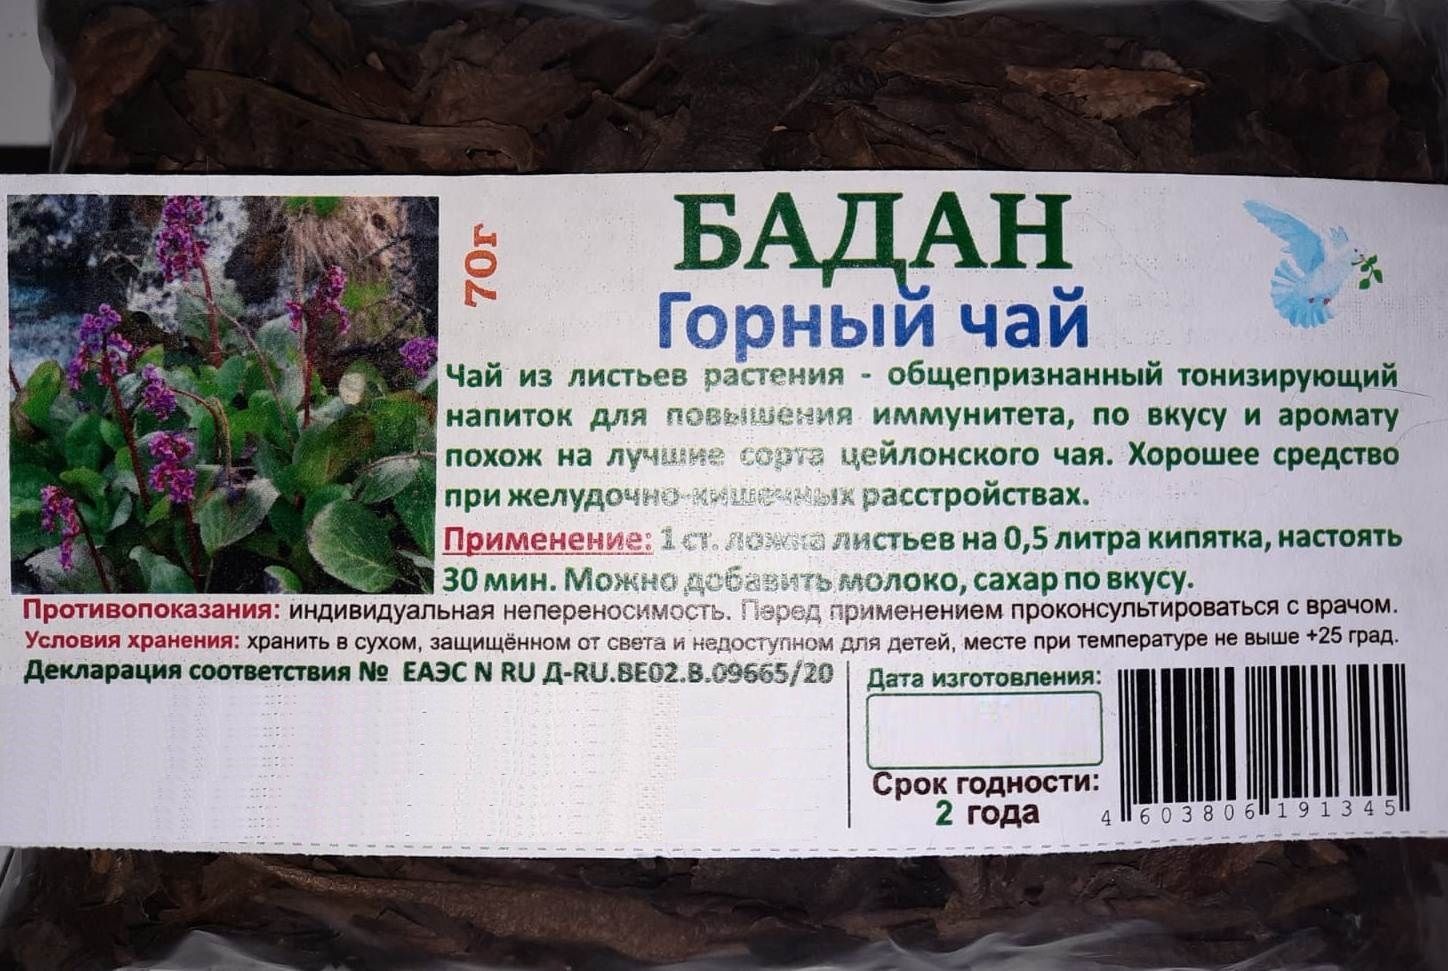 70г
БАДАН
Горный чай
Чай из листьев растения - общепризнанный тонизирующий
напиток для повышения иммунитета, по вкусу и аромату
похож на лучшие сорта цейлонского чая. Хорошее средство
при желудочно-кишечных расстройствах.
Применение: 1 ст. ложка листьев на 0,5 литра кипятка, настоять
30 мин. Можно добавить молоко, сахар по вкусу.
Противопоказания: индивидуальная непереносимость. Перед применением проконсультироваться с врачом.
Условия хранения: хранить в сухом, защищённом от света и недоступном для детей, месте при температуре не выше +25 град.
Декларация соответствия № ЕАЭС N RU Д-RU.BE02.B.09665/20
Дата изготовления:
Срок годности:
2 года
4 603806 191345